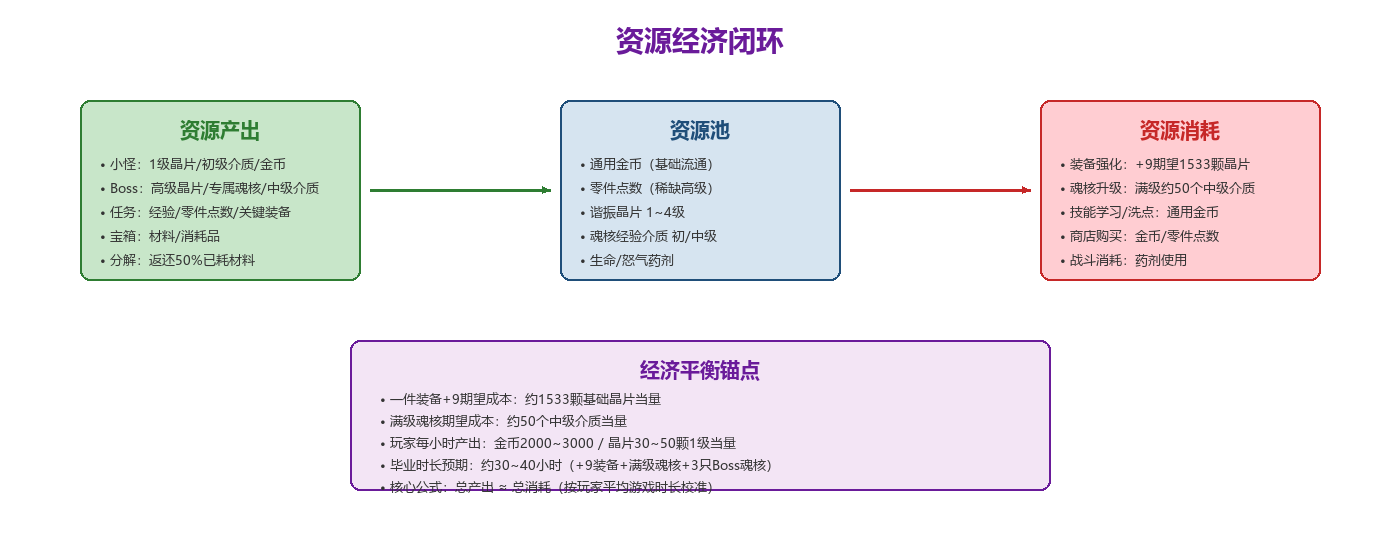 资源经济闭环
资源产出
• 小怪：1级晶片/初级介质/金币
• Boss：高级晶片/专属魂核/中级介质
• 任务：经验/零件点数/关键装备
• 宝箱：材料/消耗品
• 分解：返还50%已耗材料
资源池
• 通用金币（基础流通）
• 零件点数（稀缺高级）
• 谐振晶片 1~4级
• 魂核经验介质 初/中级
• 生命/怒气药剂
资源消耗
• 装备强化：+9期望1533颗晶片
• 魂核升级：满级约50个中级介质
• 技能学习/洗点：通用金币
• 商店购买：金币/零件点数
• 战斗消耗：药剂使用
经济平衡锚点
• 一件装备+9期望成本：约1533颗基础晶片当量
• 满级魂核期望成本：约50个中级介质当量
• 玩家每小时产出：金币2000~3000 / 晶片30~50颗1级当量
• 毕业时长预期：约30~40小时（+9装备+满级魂核+3只Boss魂核）
• 核心公式：总产出 ≈ 总消耗（按玩家平均游戏时长校准）